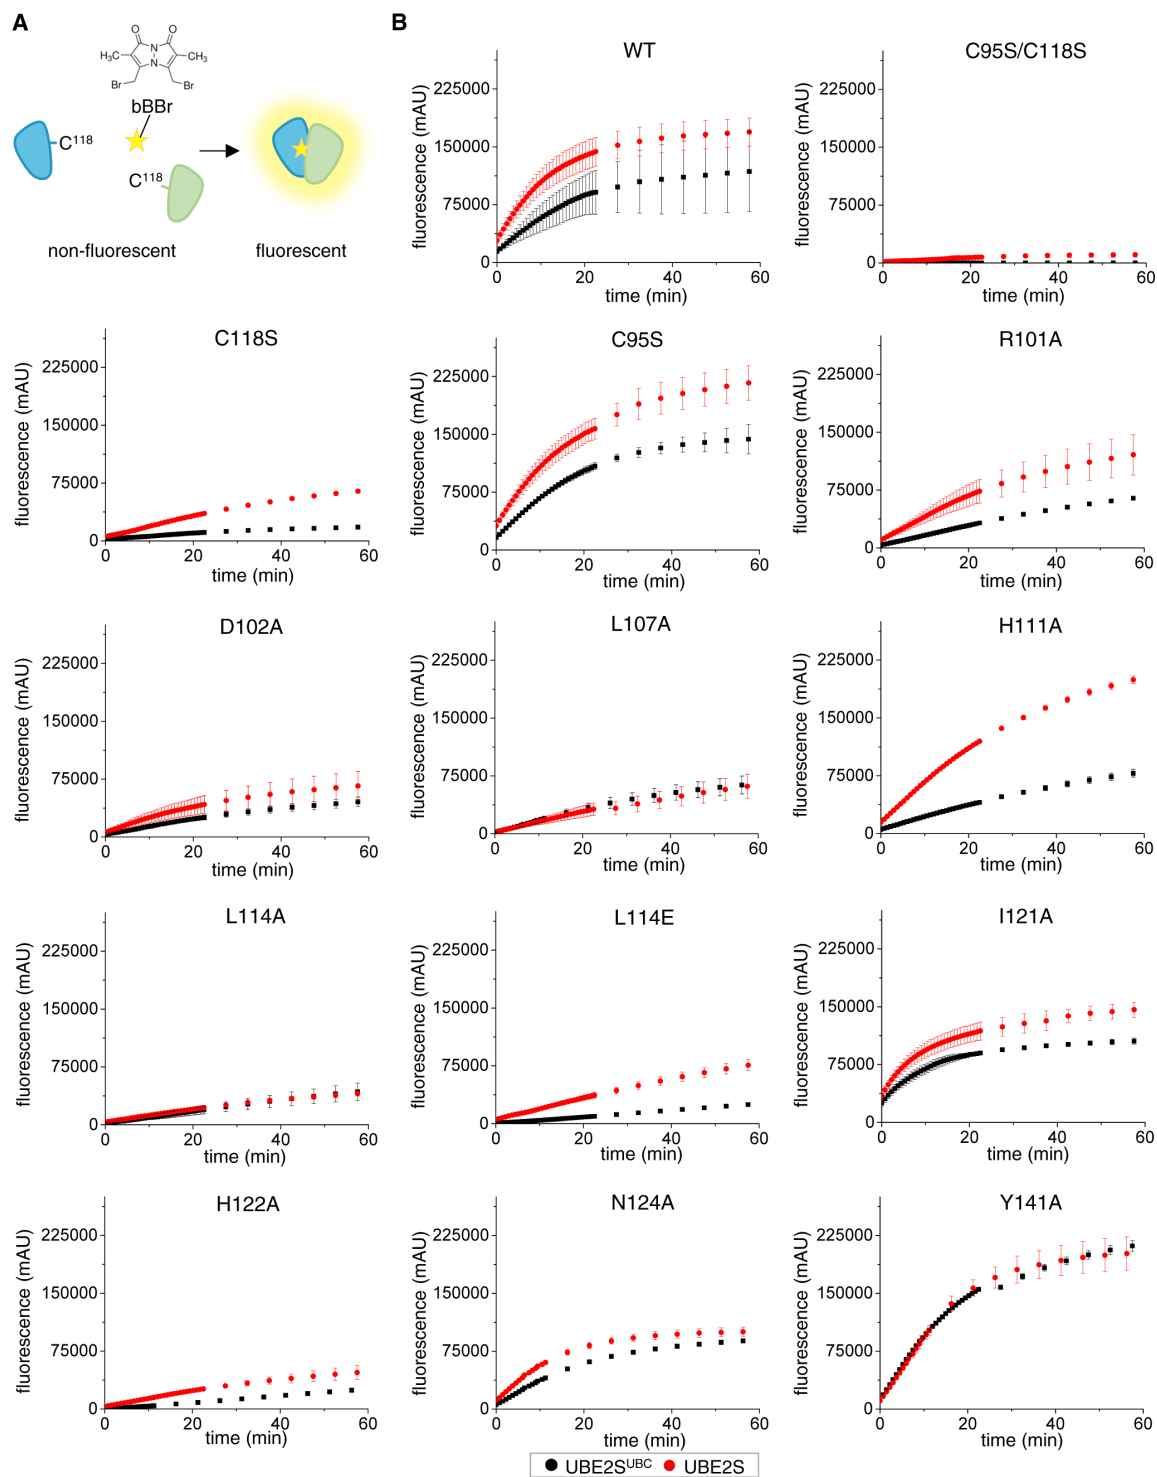 A
B
O
O
N
N
H₃C
CH₃
Br
Br
bBBr
C¹¹⁸
C¹¹⁸
non-fluorescent
fluorescent
WT
fluorescence (mAU)
225000
150000
75000
0
0 20 40 60
time (min)
C95S/C118S
fluorescence (mAU)
225000
150000
75000
0
0 20 40 60
time (min)
C118S
fluorescence (mAU)
225000
150000
75000
0
0 20 40 60
time (min)
C95S
fluorescence (mAU)
225000
150000
75000
0
0 20 40 60
time (min)
R101A
fluorescence (mAU)
225000
150000
75000
0
0 20 40 60
time (min)
D102A
fluorescence (mAU)
225000
150000
75000
0
0 20 40 60
time (min)
L107A
fluorescence (mAU)
225000
150000
75000
0
0 20 40 60
time (min)
H111A
fluorescence (mAU)
225000
150000
75000
0
0 20 40 60
time (min)
L114A
fluorescence (mAU)
225000
150000
75000
0
0 20 40 60
time (min)
L114E
fluorescence (mAU)
225000
150000
75000
0
0 20 40 60
time (min)
I121A
fluorescence (mAU)
225000
150000
75000
0
0 20 40 60
time (min)
H122A
fluorescence (mAU)
225000
150000
75000
0
0 20 40 60
time (min)
N124A
fluorescence (mAU)
225000
150000
75000
0
0 20 40 60
time (min)
Y141A
fluorescence (mAU)
225000
150000
75000
0
0 20 40 60
time (min)
UBE2Sᵁᴮᶜ UBE2S